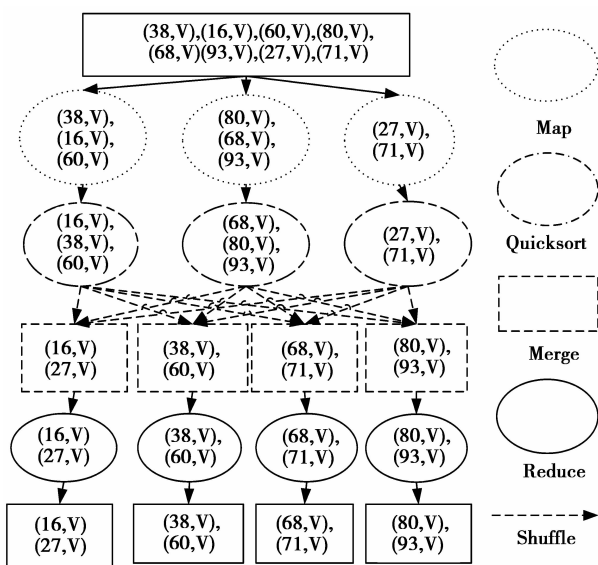 (38,V),(16,V),(60,V),(80,V),
(68,V)(93,V),(27,V),(71,V)
(38,V),
(16,V),
(60,V)
(80,V),
(68,V),
(93,V)
(27,V),
(71,V)
Map
(16,V),
(38,V),
(60,V)
(68,V),
(80,V),
(93,V)
(27,V),
(71,V)
Quicksort
(16,V)
(27,V)
(38,V),
(60,V)
(68,V),
(71,V)
(80,V),
(93,V)
Merge
(16,V)
(27,V)
(38,V),
(60,V)
(68,V),
(71,V)
(80,V),
(93,V)
Reduce
(16,V)
(27,V)
(38,V),
(60,V)
(68,V),
(71,V)
(80,V),
(93,V)
Shuffle